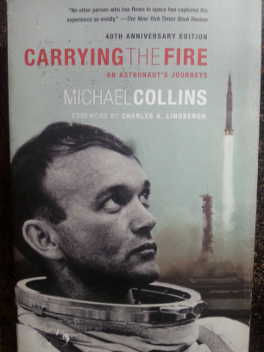 "No other person who has flown in space has captured the
experience so vividly." —The New York Times Book Review
40TH ANNIVERSARY EDITION
CARRYING THE FIRE
AN ASTRONAUT'S JOURNEYS
MICHAEL COLLINS
FOREWORD BY CHARLES A. LINDBERGH